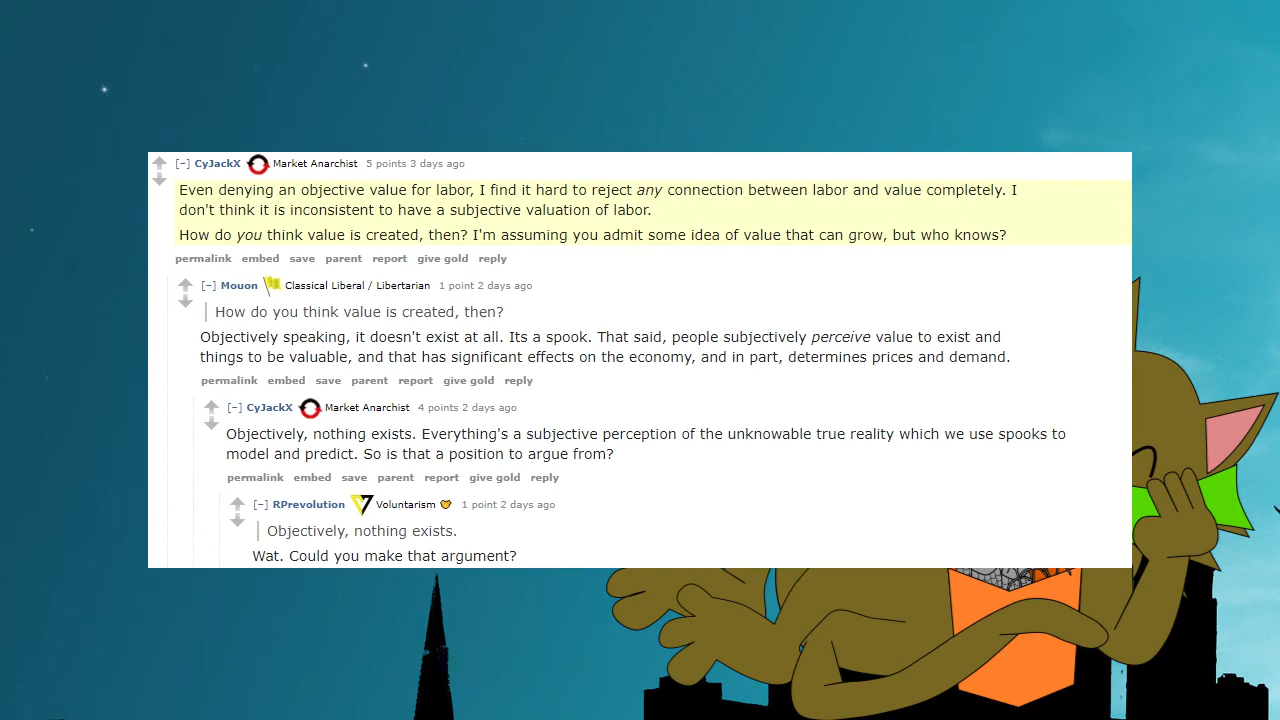 [–] CyJackX Market Anarchist 5 points 3 days ago
Even denying an objective value for labor, I find it hard to reject any connection between labor and value completely. I
don't think it is inconsistent to have a subjective valuation of labor.
How do you think value is created, then? I'm assuming you admit some idea of value that can grow, but who knows?
permalink embed save parent report give gold reply
[–] Mouon Classical Liberal / Libertarian 1 point 2 days ago
How do you think value is created, then?
Objectively speaking, it doesn't exist at all. Its a spook. That said, people subjectively perceive value to exist and
things to be valuable, and that has significant effects on the economy, and in part, determines prices and demand.
permalink embed save parent report give gold reply
[–] CyJackX Market Anarchist 4 points 2 days ago
Objectively, nothing exists. Everything's a subjective perception of the unknowable true reality which we use spooks to
model and predict. So is that a position to argue from?
permalink embed save parent report give gold reply
[–] RPrevolution Voluntarism 1 point 2 days ago
Objectively, nothing exists.
Wat. Could you make that argument?